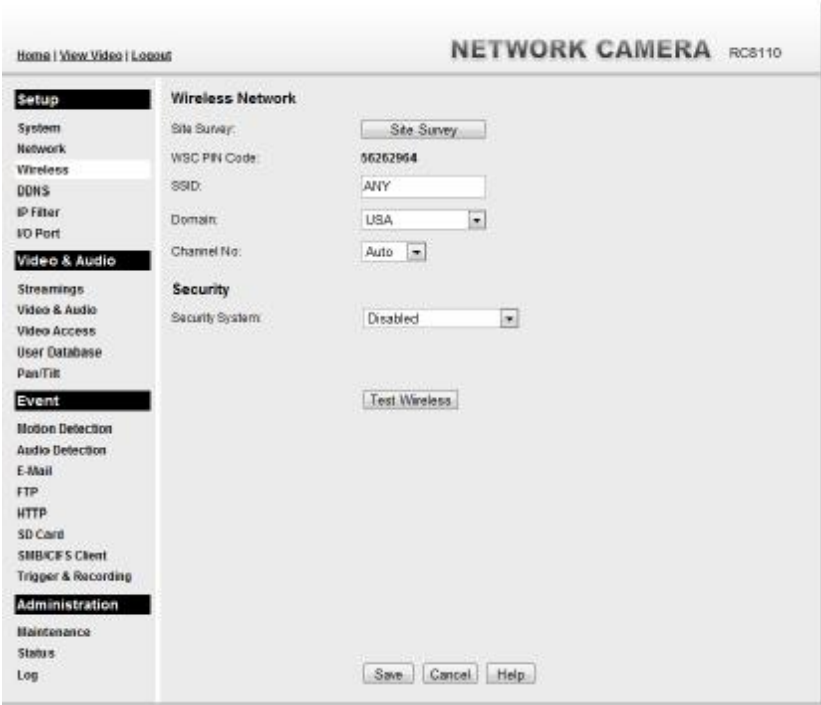 Home | View Video | Logout
NETWORK CAMERA RC8110
Setup
System
Network
Wireless
DDNS
IP Filter
I/O Port
Video & Audio
Streamings
Video & Audio
Video Access
User Database
Pan/Tilt
Event
Motion Detection
Audio Detection
E-Mail
FTP
HTTP
SD Card
SMB/CIFS Client
Trigger & Recording
Administration
Maintenance
Status
Log
Wireless Network
Site Survey: Site Survey
WSC PIN Code: 56262964
SSID: ANY
Domain: USA
Channel No: Auto
Security
Security System: Disabled
Test Wireless
Save Cancel Help